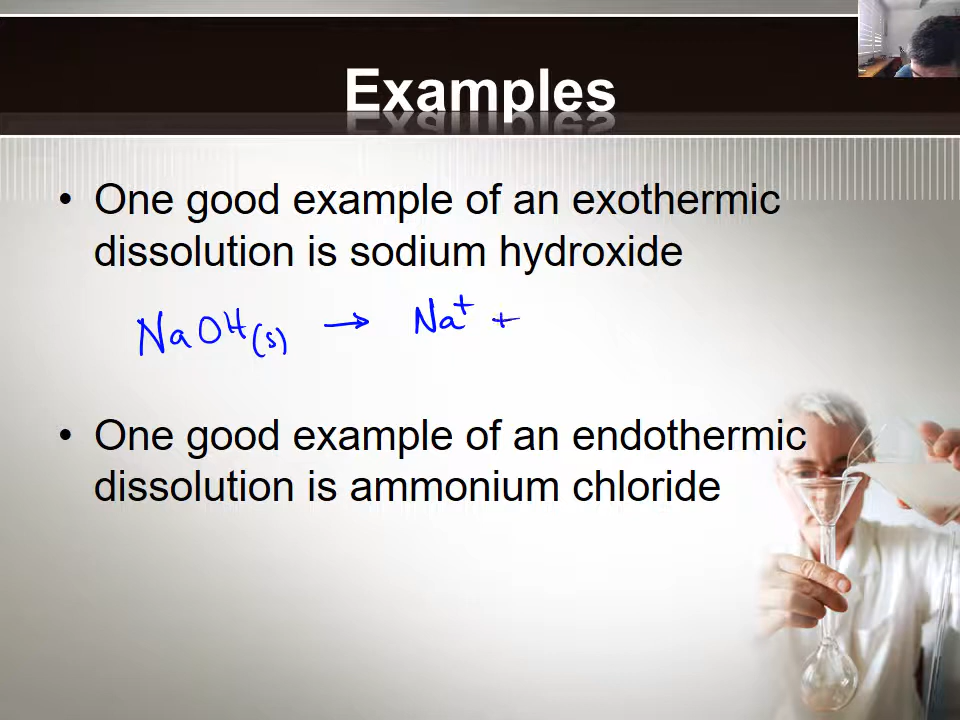 Examples
• One good example of an exothermic
dissolution is sodium hydroxide
NaOH(s) → Na⁺ +
• One good example of an endothermic
dissolution is ammonium chloride